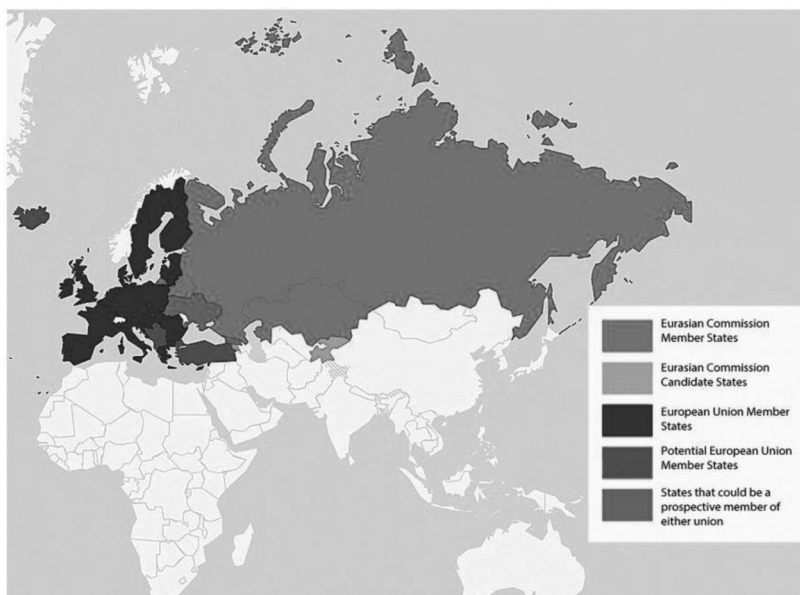 Eurasian Commission
Member States
Eurasian Commission
Candidate States
European Union Member
States
Potential European Union
Member States
States that could be a
prospective member of
either union